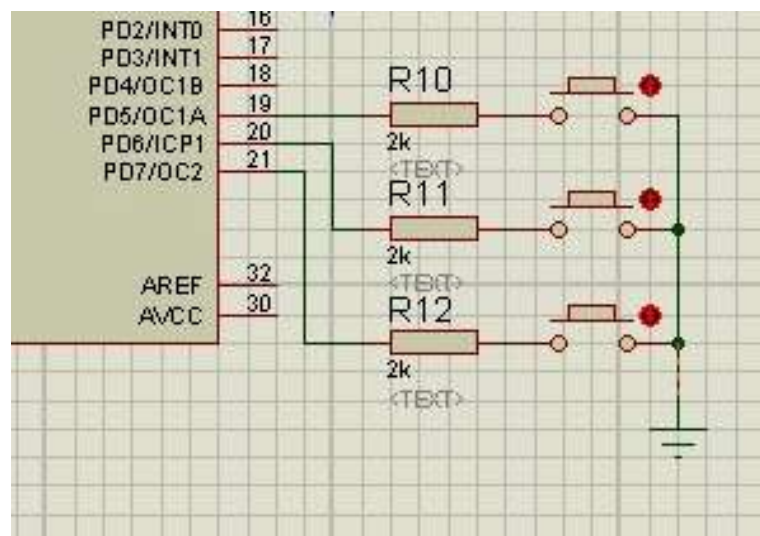 16
PD2/INT0
17
PD3/INT1
18
PD4/OC1B
19
PD5/OC1A
20
PD6/ICP1
21
PD7/OC2
R10
2k
<TEXT>
R11
2k
<TEXT>
32
AREF
30
AVCC
R12
2k
<TEXT>